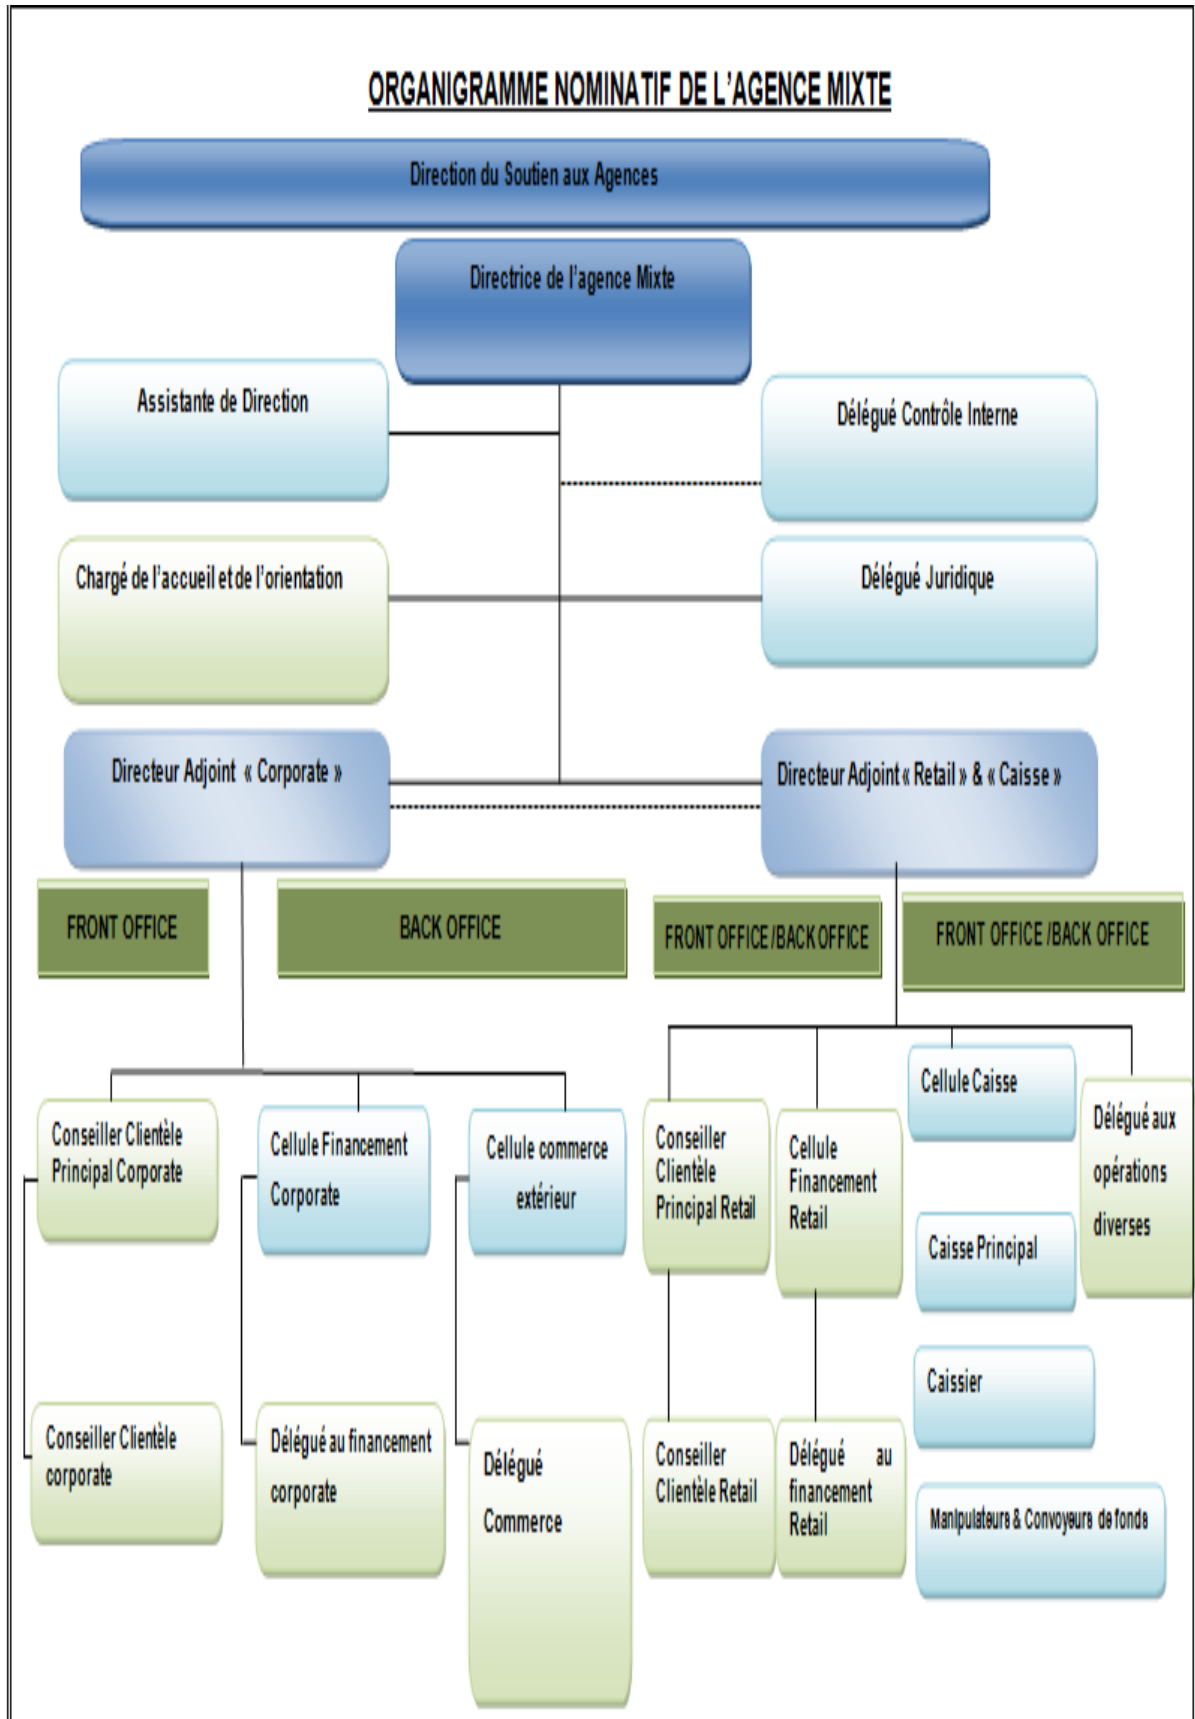 ORGANIGRAMME NOMINATIF DE L'AGENCE MIXTE
Direction du Soutien aux Agences
Directrice de l'agence Mixte
Assistante de Direction
Délégué Contrôle Interne
Chargé de l'accueil et de l'orientation
Délégué Juridique
Directeur Adjoint « Corporate »
Directeur Adjoint « Retail » & « Caisse »
FRONT OFFICE
BACK OFFICE
FRONT OFFICE /BACK OFFICE
FRONT OFFICE /BACK OFFICE
Conseiller Clientèle
Principal Corporate
Cellule Financement
Corporate
Cellule commerce
extérieur
Conseiller
Clientèle
Principal Retail
Cellule
Financement
Retail
Cellule Caisse
Délégué aux
opérations
diverses
Caisse Principal
Caissier
Conseiller Clientèle
corporate
Délégué au financement
corporate
Délégué
Commerce
Conseiller
Clientèle Retail
Délégué au
financement
Retail
Manipulateurs & Convoyeurs de fonds